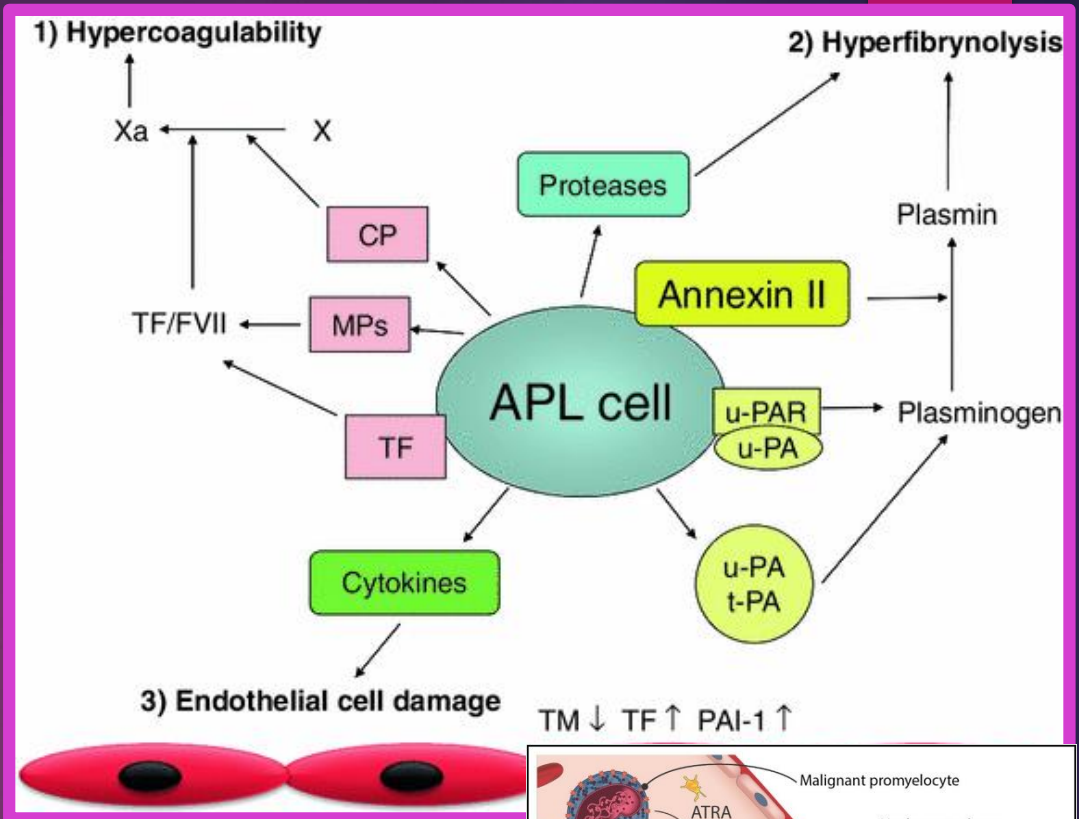 1) Hypercoagulability
2) Hyperfibrynolysis
Xa
X
Proteases
CP
Plasmin
Annexin II
TF/FVII
MPs
APL cell
u-PAR
Plasminogen
u-PA
TF
Cytokines
u-PA
t-PA
3) Endothelial cell damage
TM ↓ TF ↑ PAI-1 ↑
Malignant promyelocyte
ATRA